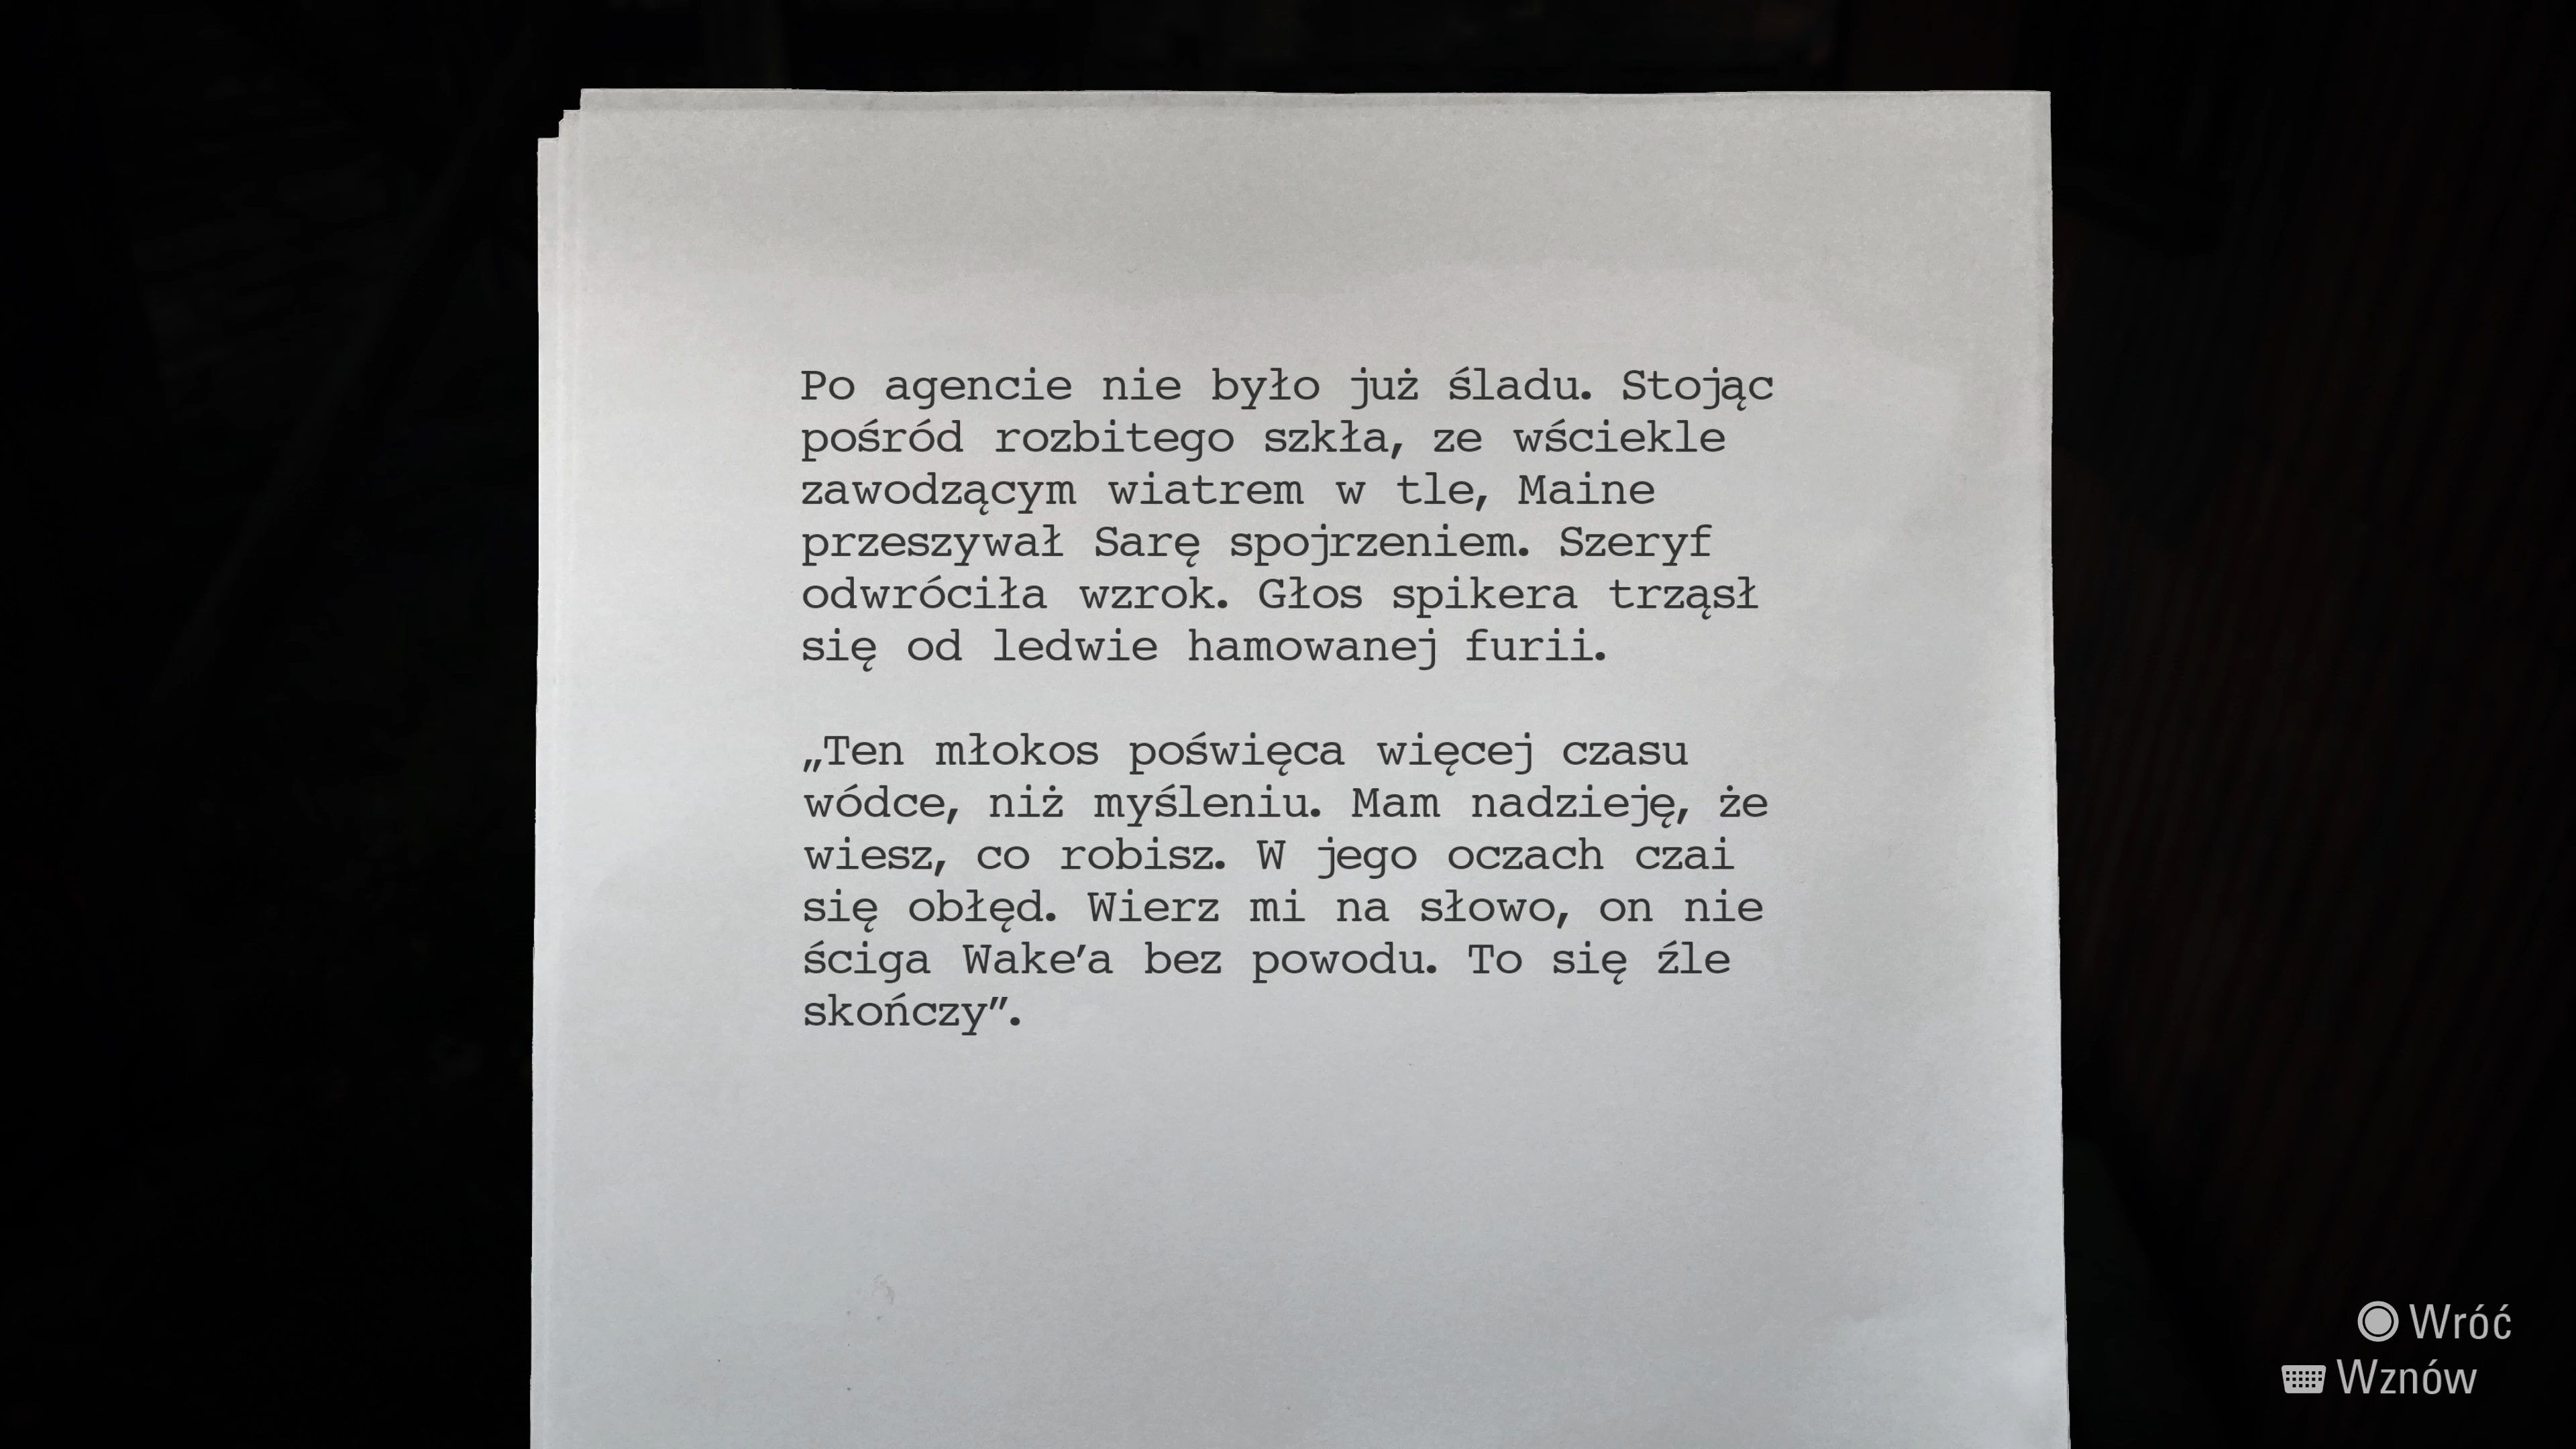 Po agencie nie było już śladu. Stojąc
pośród rozbitego szkła, ze wściekle
zawodzącym wiatrem w tle, Maine
przeszywał Sarę spojrzeniem. Szeryf
odwróciła wzrok. Głos spikera trząsł
się od ledwie hamowanej furii.
„Ten młokos poświęca więcej czasu
wódce, niż myśleniu. Mam nadzieję, że
wiesz, co robisz. W jego oczach czai
się obłęd. Wierz mi na słowo, on nie
ściga Wake’a bez powodu. To się źle
skończy”.
Wróć
Wznów